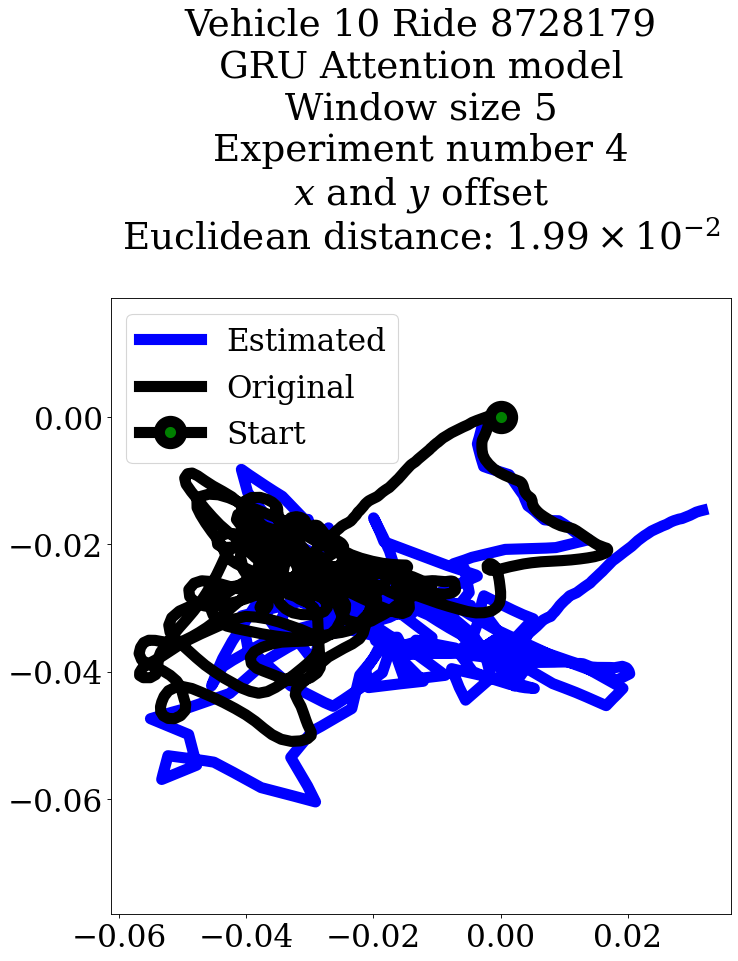 Vehicle 10 Ride 8728179
GRU Attention model
Window size 5
Experiment number 4
x and y offset
Euclidean distance: 1.99 × 10⁻²
Estimated
Original
Start
0.00
−0.02
−0.04
−0.06
−0.06 −0.04 −0.02 0.00 0.02